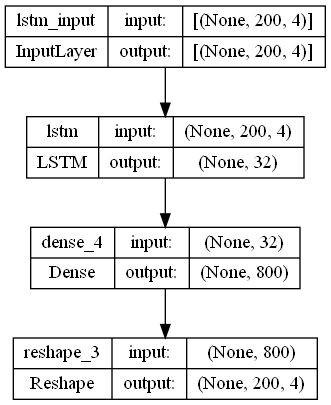 lstm_input input: [(None, 200, 4)]
InputLayer output: [(None, 200, 4)]
lstm input: (None, 200, 4)
LSTM output: (None, 32)
dense_4 input: (None, 32)
Dense output: (None, 800)
reshape_3 input: (None, 800)
Reshape output: (None, 200, 4)